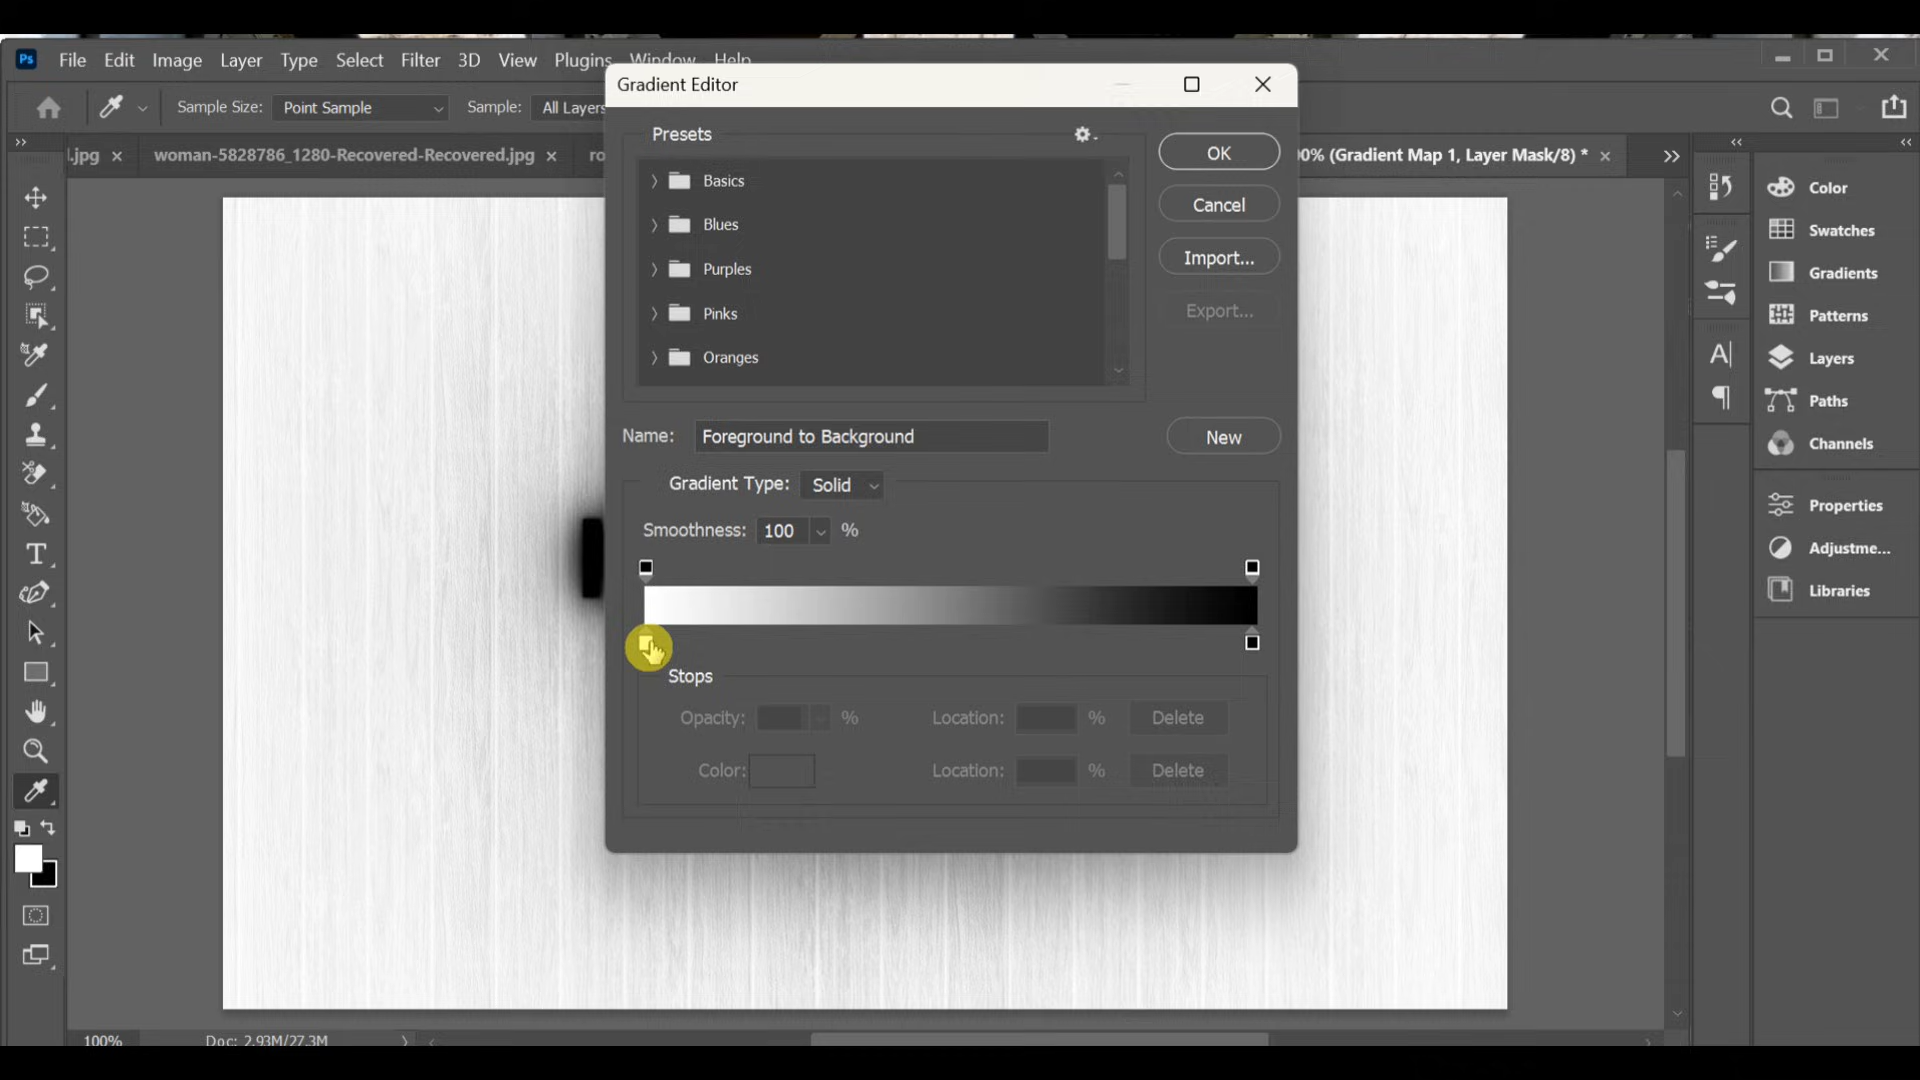 Ps File Edit Image Layer Type Select Filter 3D View Plugins Window Help
Gradient Editor
Sample Size: Point Sample Sample: All Layers
l.jpg × woman-5828786_1280-Recovered-Recovered.jpg × ro
00% (Gradient Map 1, Layer Mask/8) * ×
Presets
Basics
Blues
Purples
Pinks
Oranges
OK
Cancel
Import...
Export...
Name: Foreground to Background
New
Gradient Type: Solid
Smoothness: 100 %
Stops
Opacity: % Location: % Delete
Color: Location: % Delete
Color
Swatches
Gradients
Patterns
Layers
Paths
Channels
Properties
Adjustme...
Libraries
100% Doc: 2.93M/27.3M